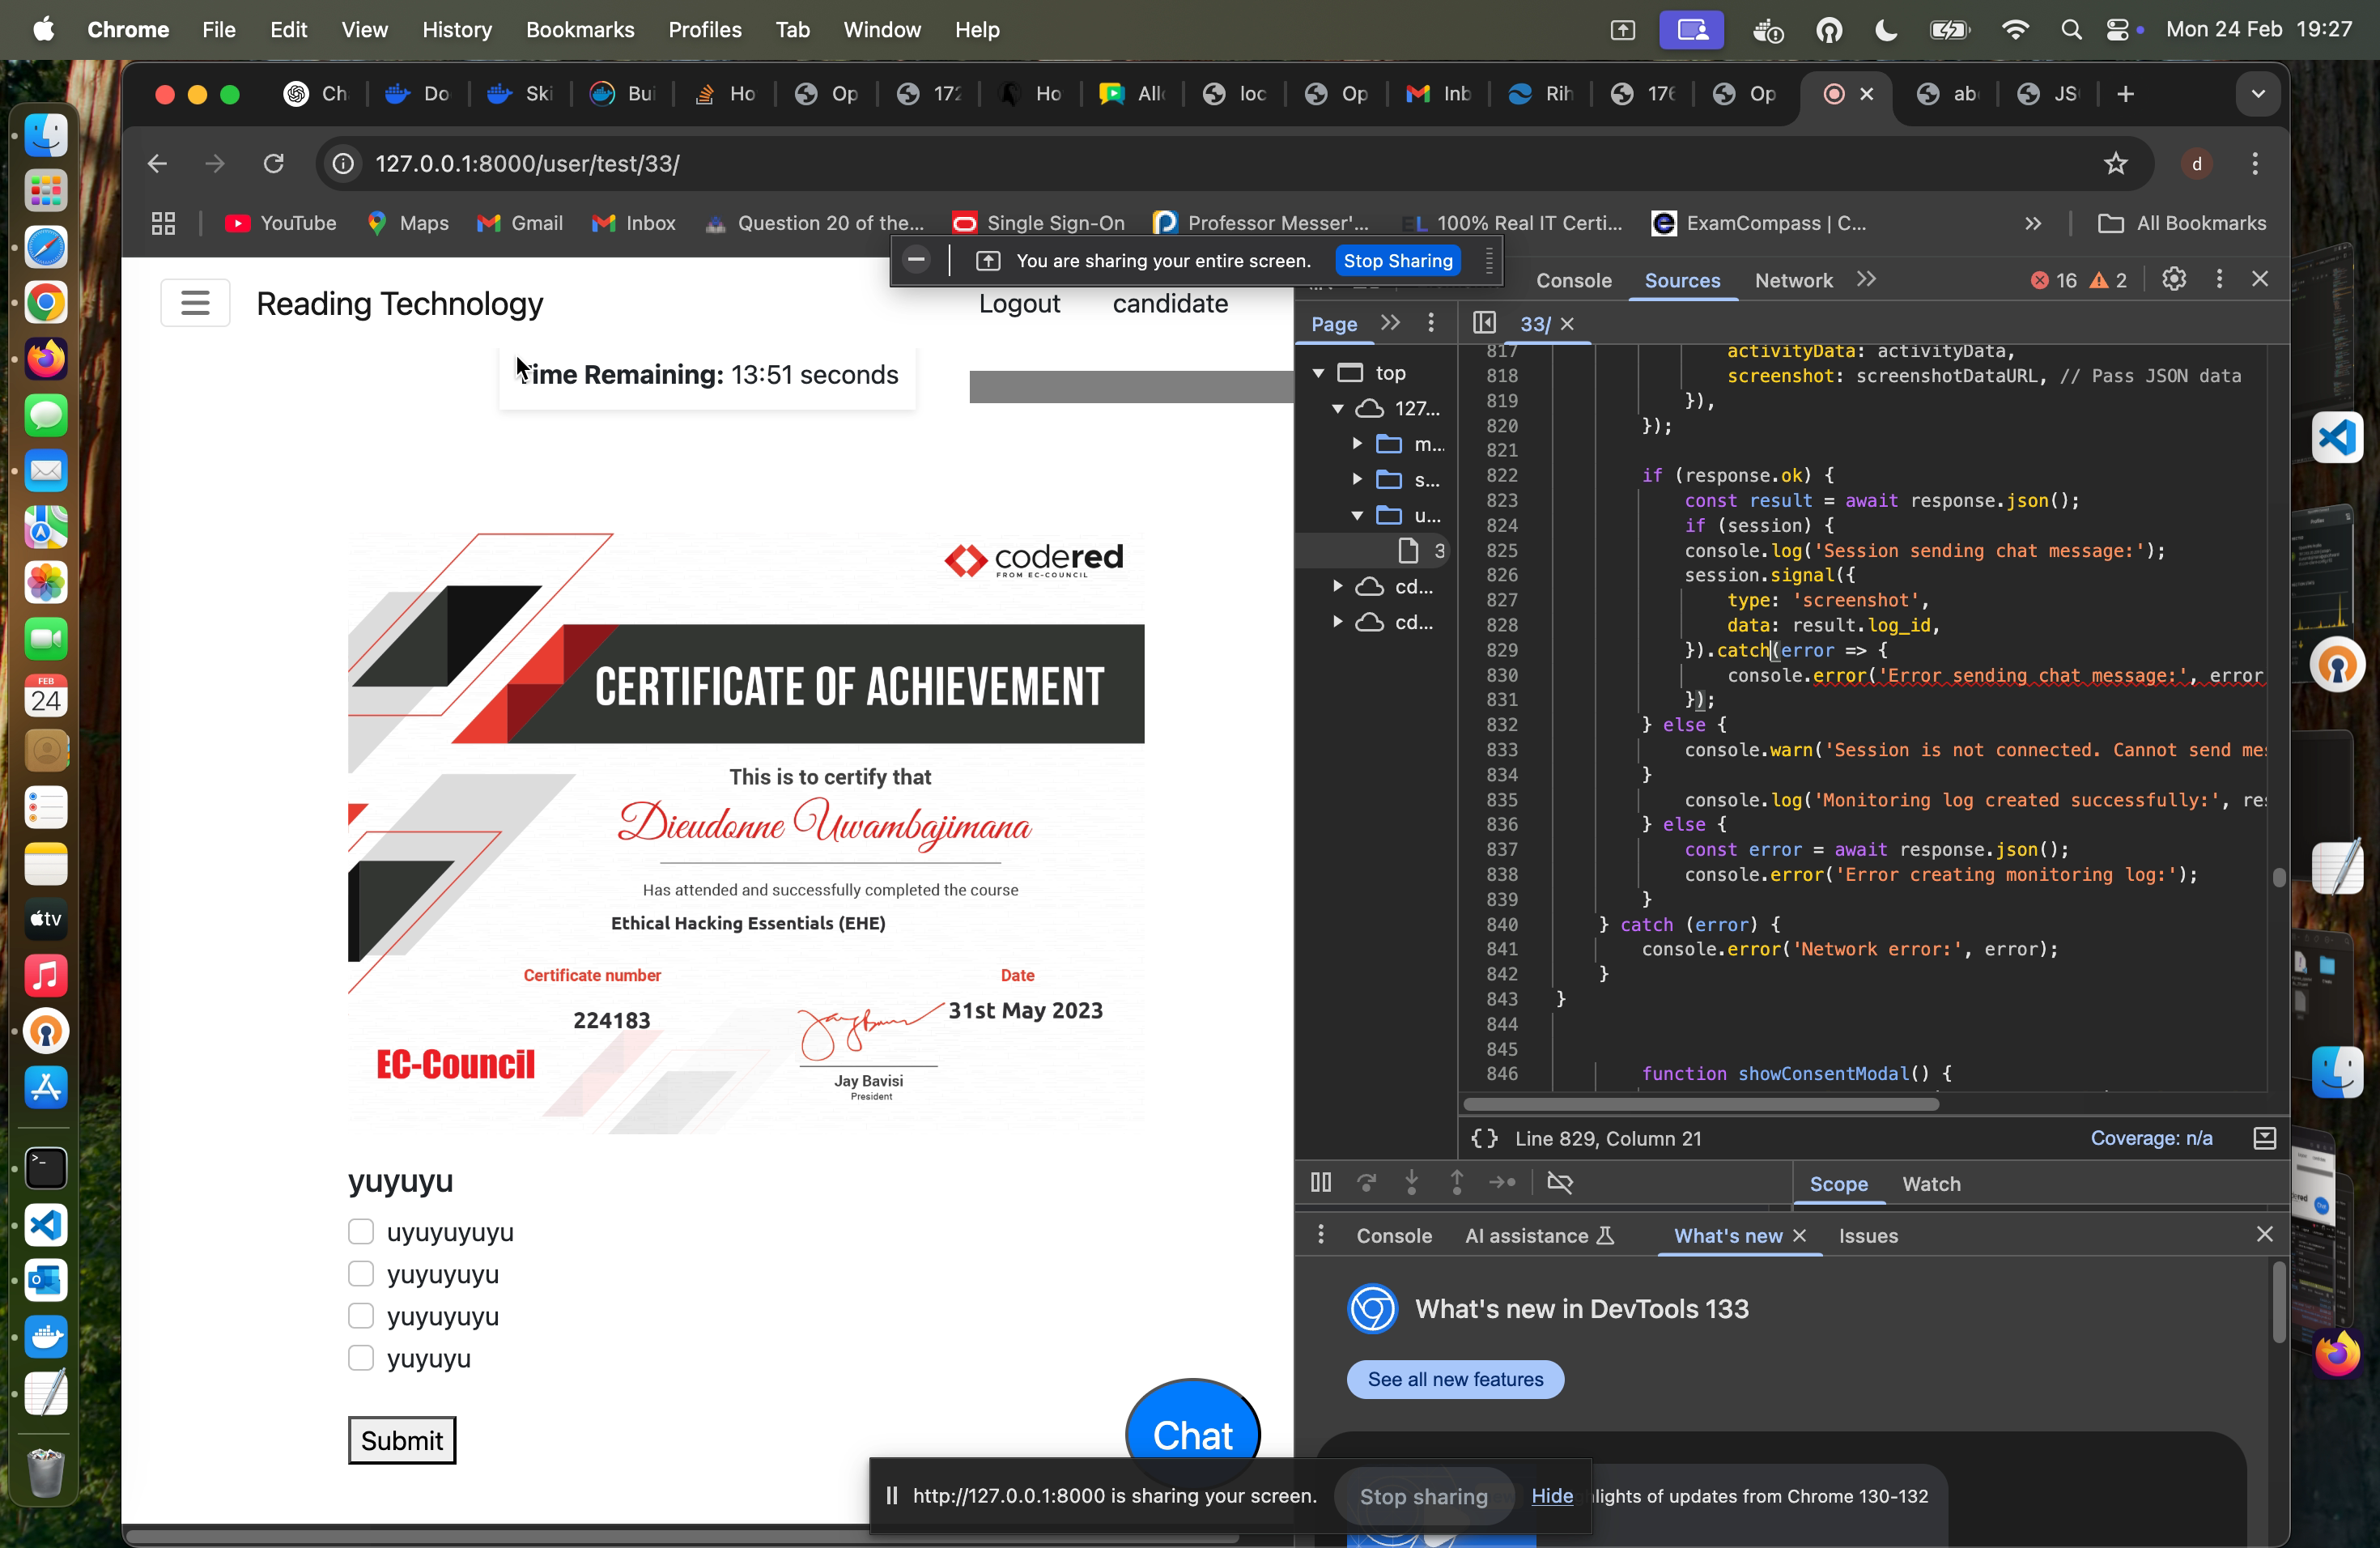 Chrome File Edit View History Bookmarks Profiles Tab Window Help Mon 24 Feb 19:27
Ch Do Ski Bui Ho Op 172 Ho All loc Op Inb Rih 176 Op ab JS
127.0.0.1:8000/user/test/33/ d
YouTube Maps Gmail Inbox Question 20 of the... Single Sign-On Professor Messer'... EL 100% Real IT Certi... ExamCompass | C... All Bookmarks
You are sharing your entire screen. Stop Sharing
Reading Technology Logout candidate
Time Remaining: 13:51 seconds
codered
FROM EC-COUNCIL
CERTIFICATE OF ACHIEVEMENT
This is to certify that
Dieudonne Uwambajimana
Has attended and successfully completed the course
Ethical Hacking Essentials (EHE)
Certificate number Date
224183 31st May 2023
EC-Council
Jay Bavisi
President
yuyuyu
uyuyuyuyu
yuyuyuyu
yuyuyuyu
yuyuyu
Submit
Chat
http://127.0.0.1:8000 is sharing your screen. Stop sharing Hide
Console Sources Network 16 2
Page 33/
top
127...
m...
s...
u...
3
cd...
cd...
817 activityData: activityData,
818 screenshot: screenshotDataURL, // Pass JSON data
819 }),
820 });
821
822 if (response.ok) {
823 const result = await response.json();
824 if (session) {
825 console.log('Session sending chat message:');
826 session.signal({
827 type: 'screenshot',
828 data: result.log_id,
829 }).catch(error => {
830 console.error('Error sending chat message:', error
831 });
832 } else {
833 console.warn('Session is not connected. Cannot send mes
834 }
835 console.log('Monitoring log created successfully:', res
836 } else {
837 const error = await response.json();
838 console.error('Error creating monitoring log:');
839 }
840 } catch (error) {
841 console.error('Network error:', error);
842 }
843 }
844
845
846 function showConsentModal() {
{} Line 829, Column 21 Coverage: n/a
Scope Watch
Console AI assistance What's new Issues
What's new in DevTools 133
See all new features
lights of updates from Chrome 130-132
FEB
24
tv